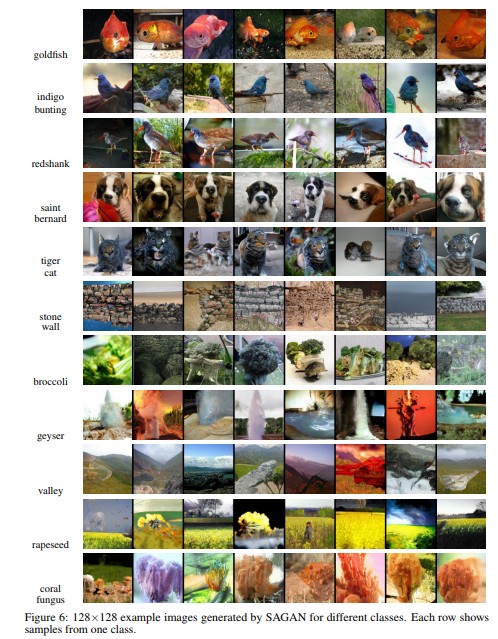 goldfish
indigo
bunting
redshank
saint
bernard
tiger
cat
stone
wall
broccoli
geyser
valley
rapeseed
coral
fungus
Figure 6: 128×128 example images generated by SAGAN for different classes. Each row shows
samples from one class.